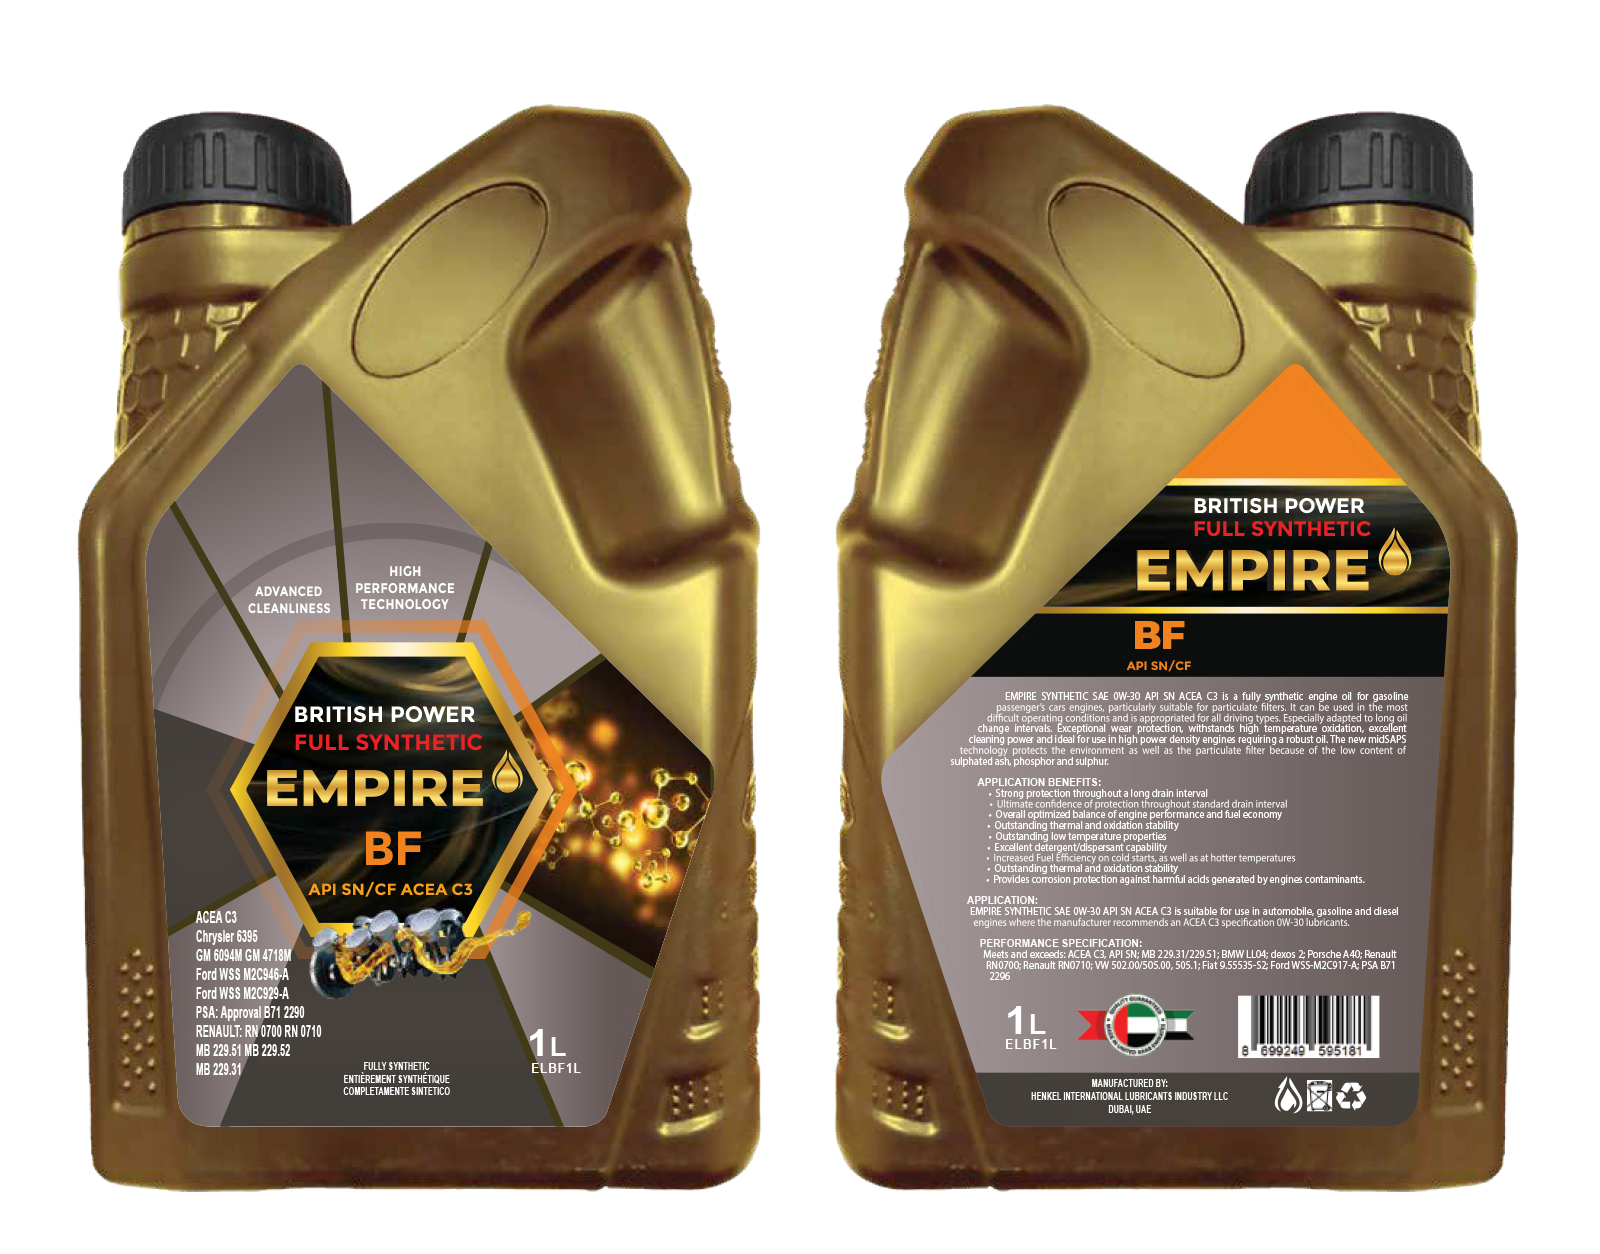 ADVANCED
CLEANLINESS
HIGH
PERFORMANCE
TECHNOLOGY
BRITISH POWER
FULL SYNTHETIC
EMPIRE
BF
API SN/CF ACEA C3
ACEA C3
Chrysler 6395
GM 6094M GM 4718M
Ford WSS M2C946-A
Ford WSS M2C929-A
PSA: Approval B71 2290
RENAULT: RN 0700 RN 0710
MB 229.51 MB 229.52
MB 229.31
FULLY SYNTHETIC
ENTIÈREMENT SYNTHÉTIQUE
COMPLETAMENTE SINTETICO
1L
ELBF1L
BRITISH POWER
FULL SYNTHETIC
EMPIRE
BF
API SN/CF
EMPIRE SYNTHETIC SAE 0W-30 API SN ACEA C3 is a fully synthetic engine oil for gasoline
passenger's cars engines, particularly suitable for particulate filters. It can be used in the most
difficult operating conditions and is appropriated for all driving types. Especially adapted to long oil
change intervals. Exceptional wear protection, withstands high temperature oxidation, excellent
cleaning power and ideal for use in high power density engines requiring a robust oil. The new midSAPS
technology protects the environment as well as the particulate filter because of the low content of
sulphated ash, phosphor and sulphur.
APPLICATION BENEFITS:
• Strong protection throughout a long drain interval
• Ultimate confidence of protection throughout standard drain interval
• Overall optimized balance of engine performance and fuel economy
• Outstanding thermal and oxidation stability
• Outstanding low temperature properties
• Excellent detergent/dispersant capability
• Increased Fuel Efficiency on cold starts, as well as at hotter temperatures
• Outstanding thermal and oxidation stability
• Provides corrosion protection against harmful acids generated by engines contaminants.
APPLICATION:
EMPIRE SYNTHETIC SAE 0W-30 API SN ACEA C3 is suitable for use in automobile, gasoline and diesel
engines where the manufacturer recommends an ACEA C3 specification 0W-30 lubricants.
PERFORMANCE SPECIFICATION:
Meets and exceeds: ACEA C3, API SN; MB 229.31/229.51; BMW LL04; dexos 2; Porsche A40; Renault
RN0700; Renault RN0710; VW 502.00/505.00, 505.1; Fiat 9.55535-S2; Ford WSS-M2C917-A; PSA B71
2296
1L
ELBF1L
QUALITY GUARANTEED
8 699249 595181
MANUFACTURED BY:
HENKEL INTERNATIONAL LUBRICANTS INDUSTRY LLC
DUBAI, UAE